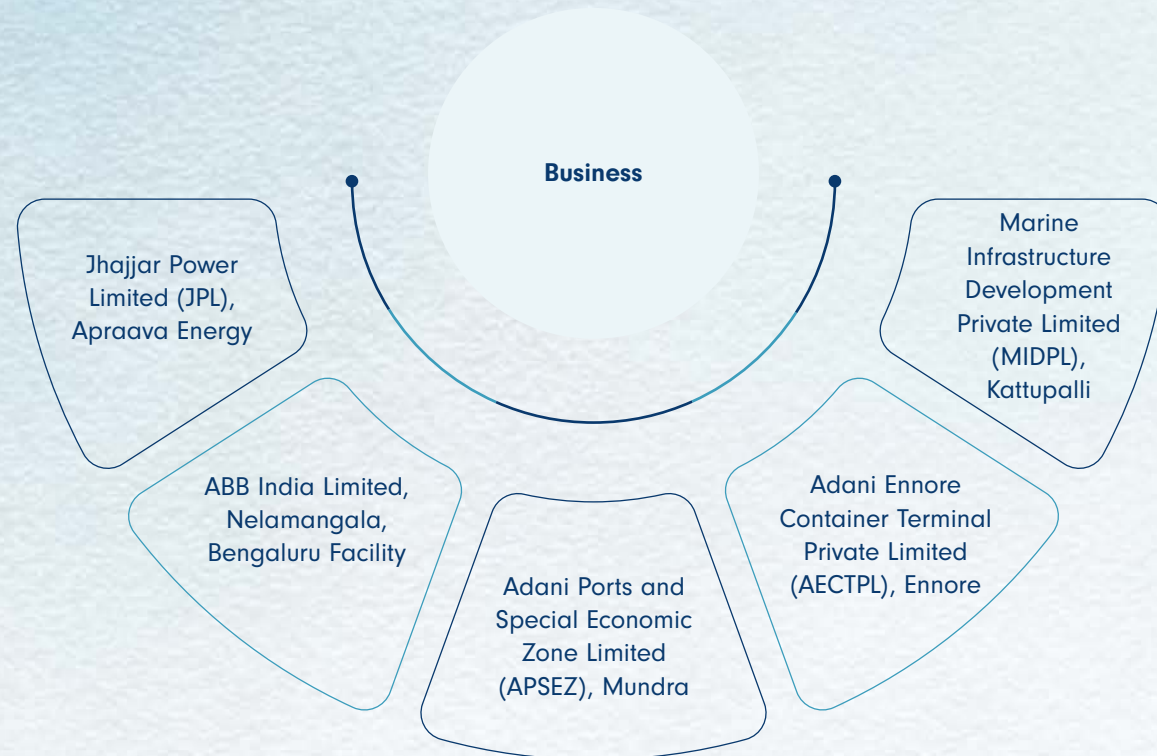 Business
Jhajjar Power
Limited (JPL),
Apraava Energy
ABB India Limited,
Nelamangala,
Bengaluru Facility
Adani Ports and
Special Economic
Zone Limited
(APSEZ), Mundra
Adani Ennore
Container Terminal
Private Limited
(AECTPL), Ennore
Marine
Infrastructure
Development
Private Limited
(MIDPL),
Kattupalli